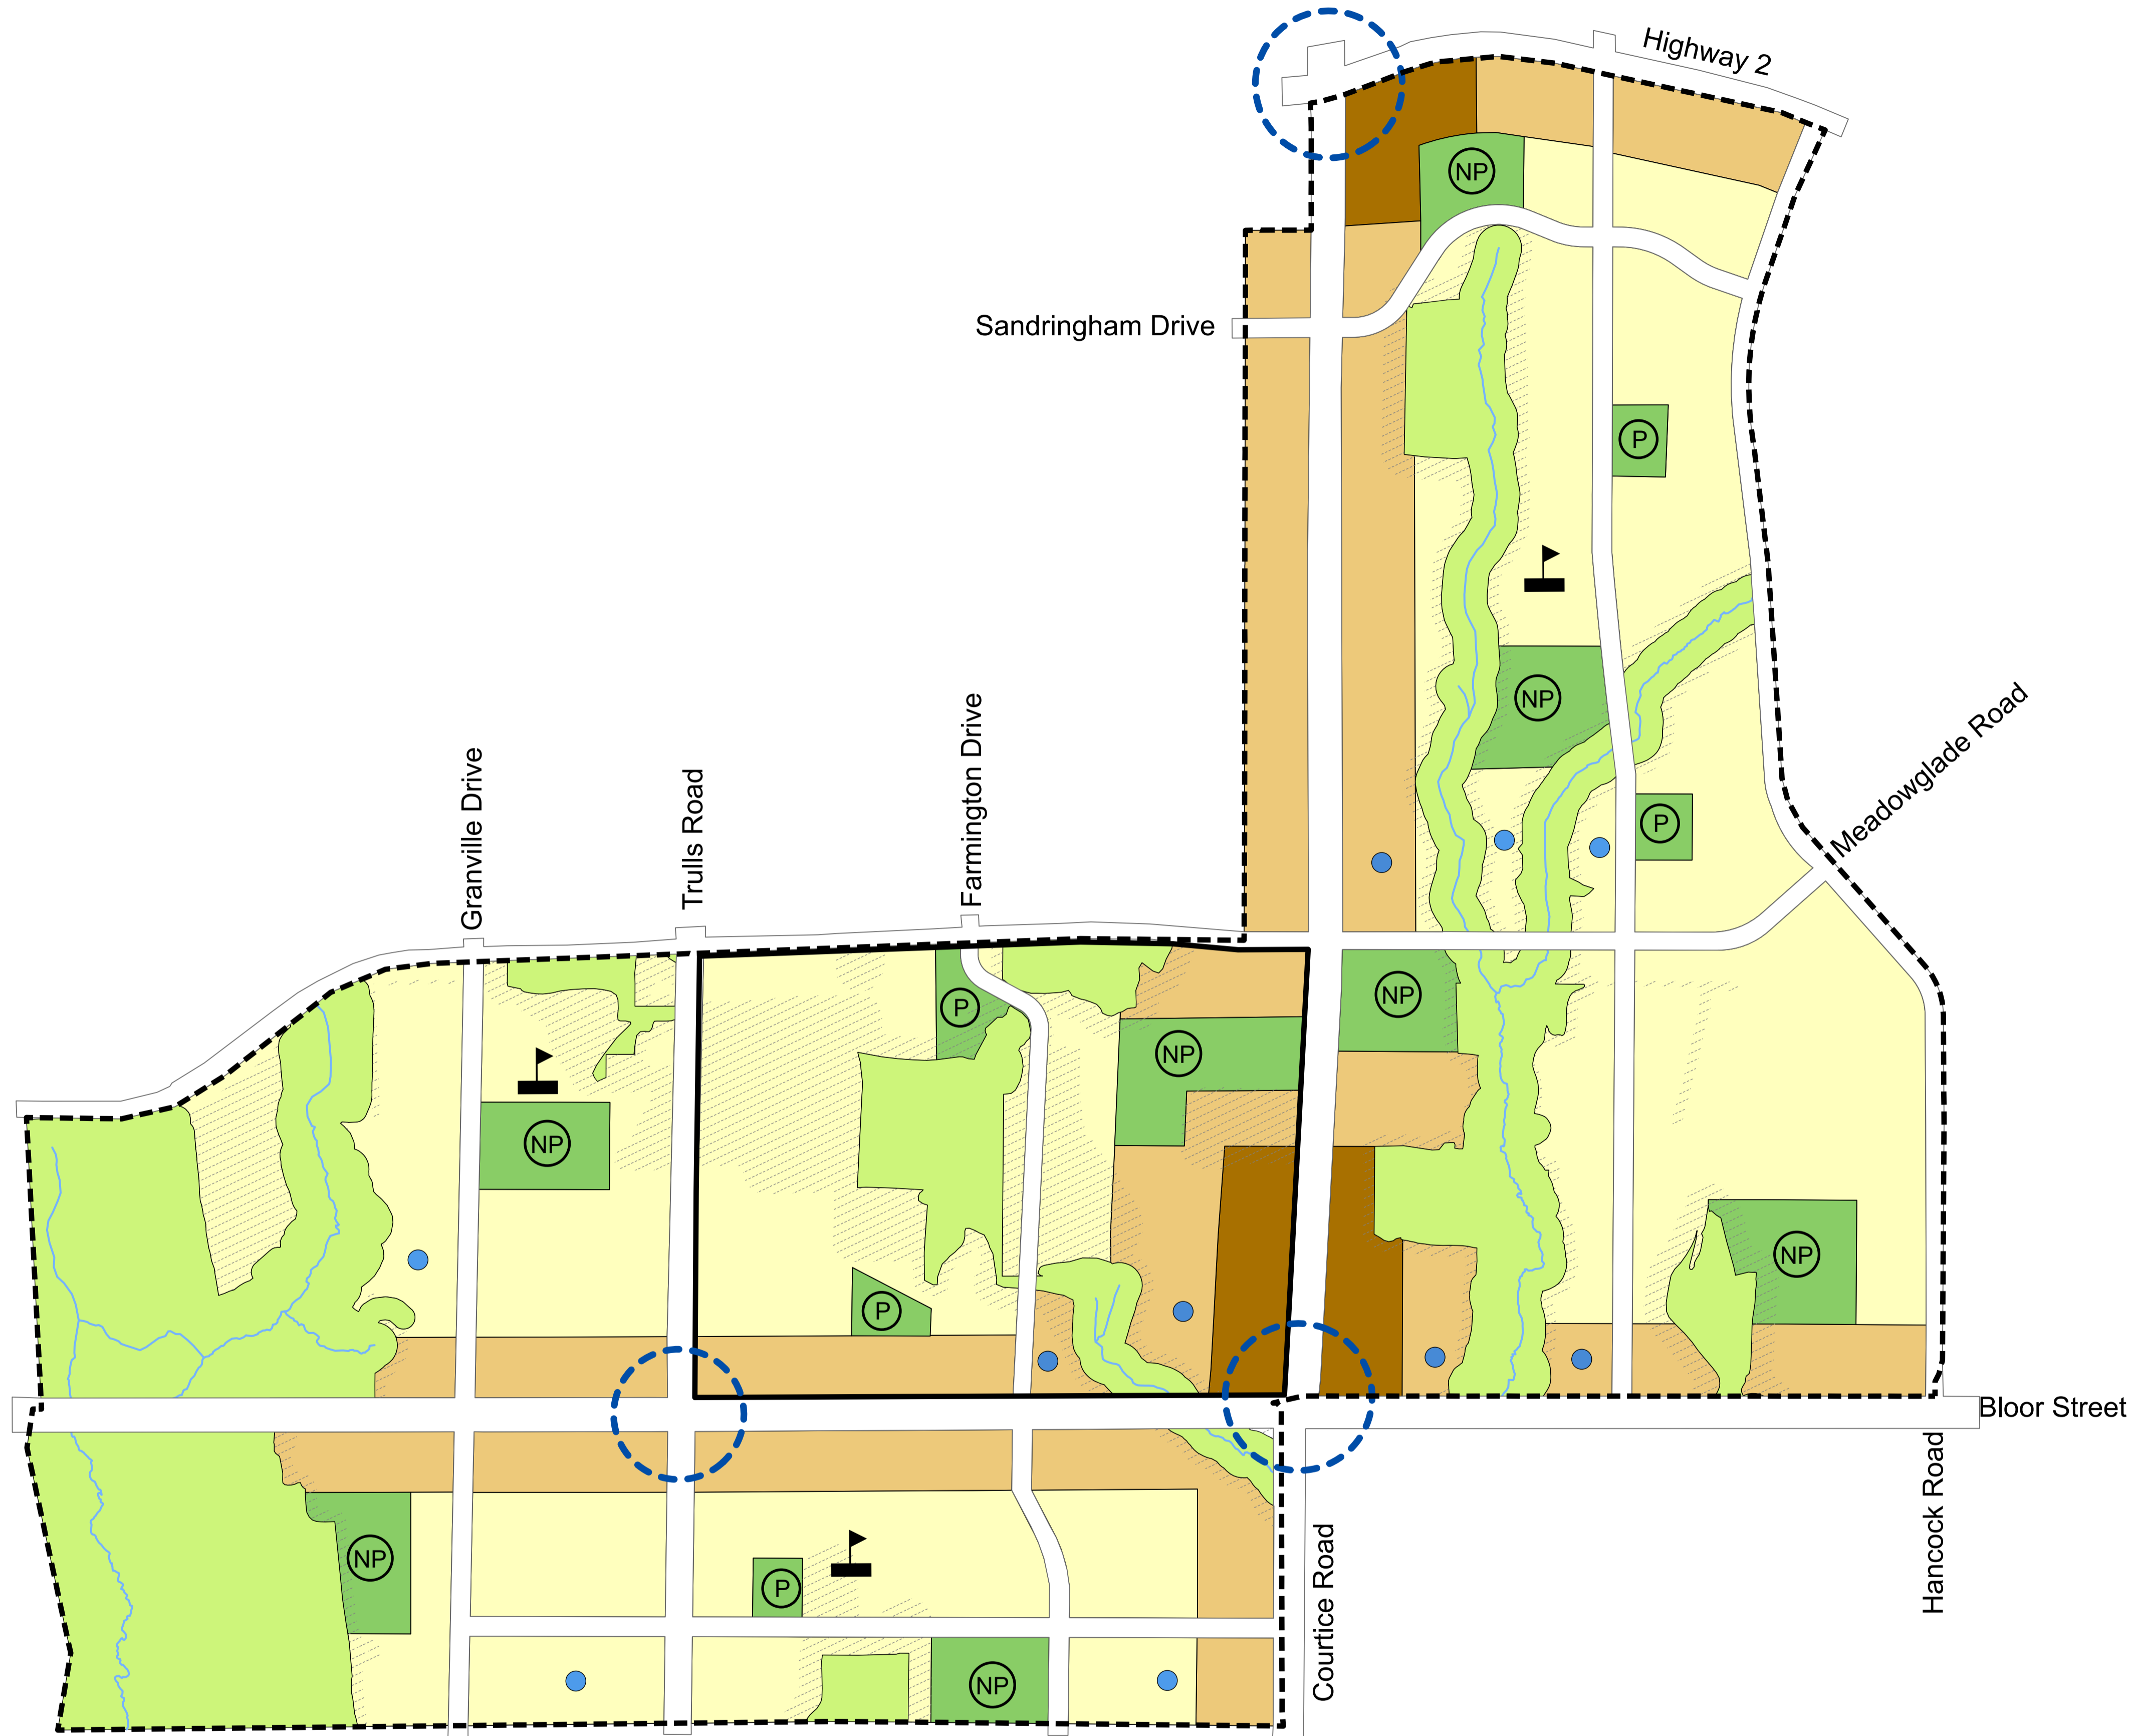 Highway 2
NP
Sandringham Drive
P
NP
Meadowglade Road
P
Granville Drive
Trulls Road
Farmington Drive
NP
P
NP
NP
NP
P
Bloor Street
NP
P
NP
Courtice Road
Hancock Road